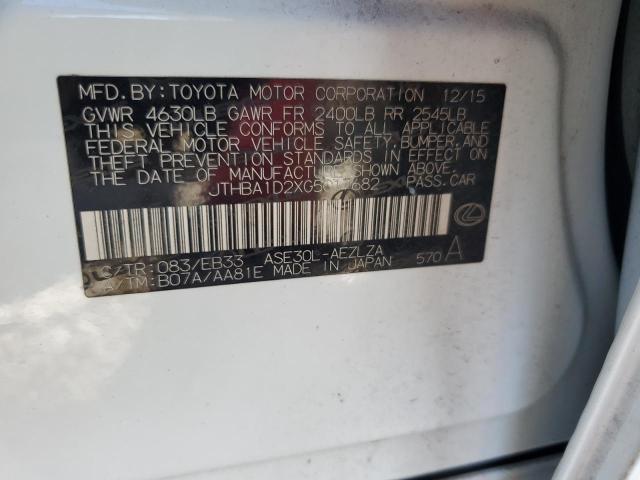 MFD. BY: TOYOTA MOTOR CORPORATION 12/15
GVWR 4630LB GAWR FR 2400LB RR 2545LB
THIS VEHICLE CONFORMS TO ALL APPLICABLE
FEDERAL MOTOR VEHICLE SAFETY, BUMPER, AND
THEFT PREVENTION STANDARDS IN EFFECT ON
THE DATE OF MANUFACTURE SHOWN ABOVE.
PASS. CAR
C/TR: 083/EB33 ASE30L-AEZLZA
A/TM: B07A/AA81E MADE IN JAPAN 570 A